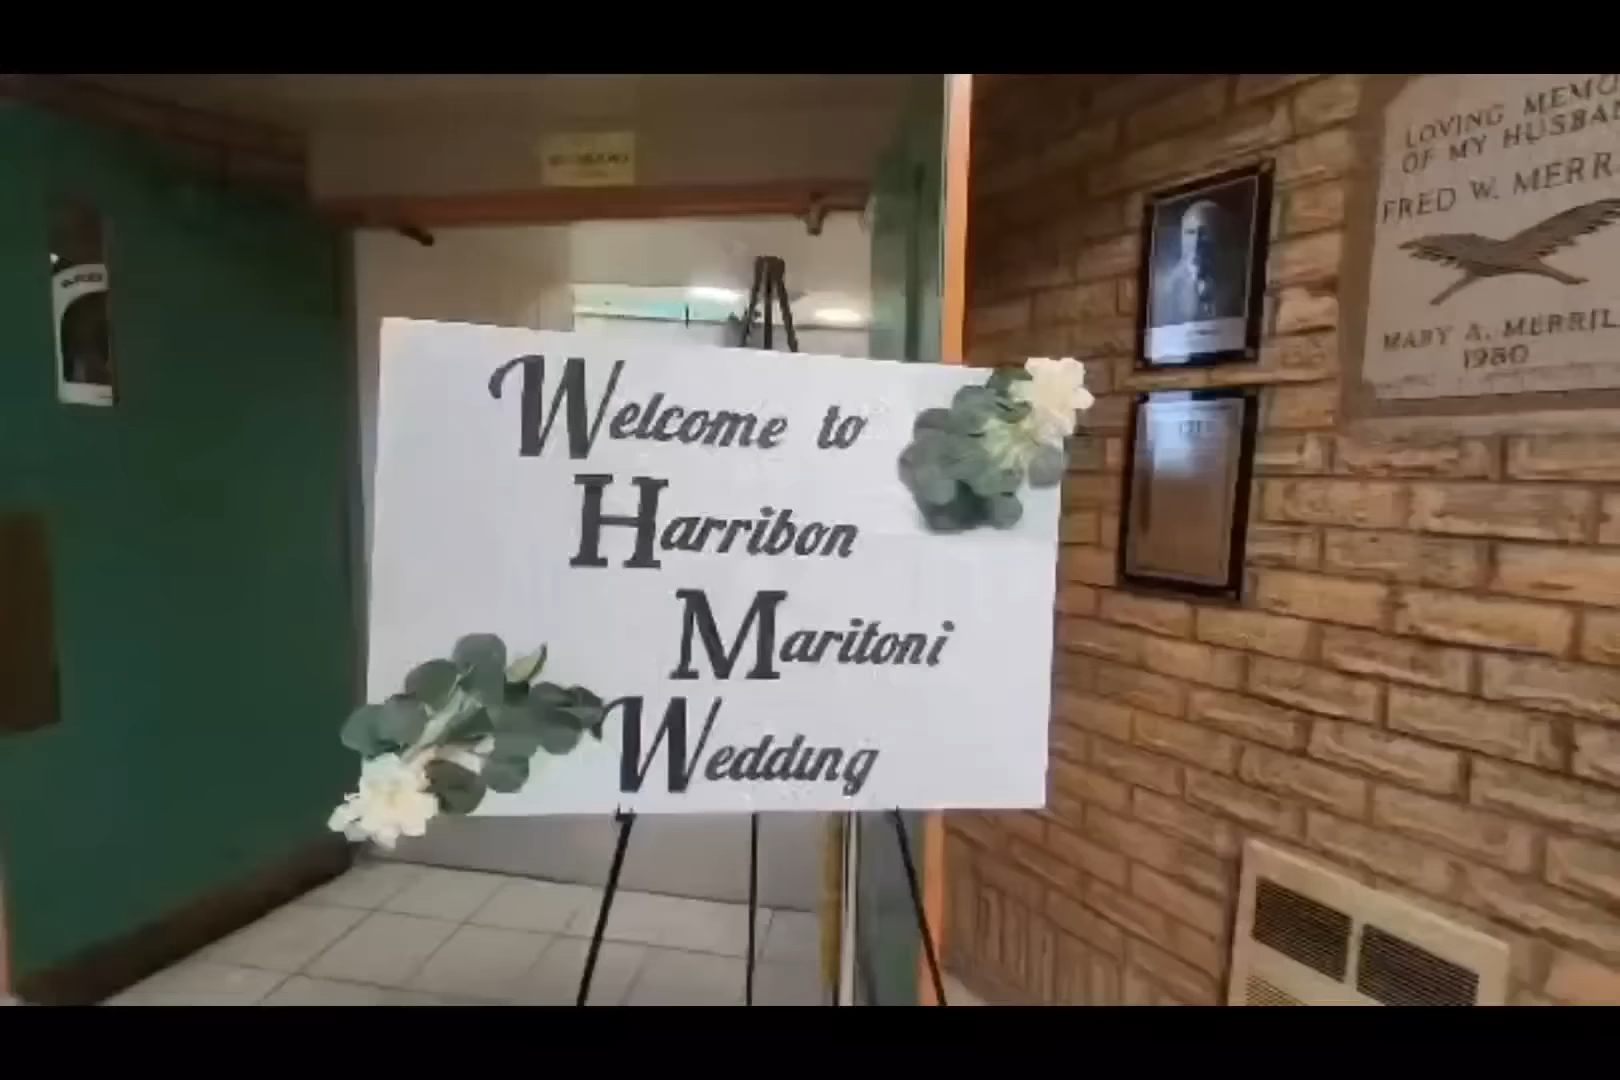 Welcome to
Harribon
Maritoni
Wedding
LOVING MEMO
OF MY HUSBA
FRED W. MERR
MARY A. MERRIL
1980